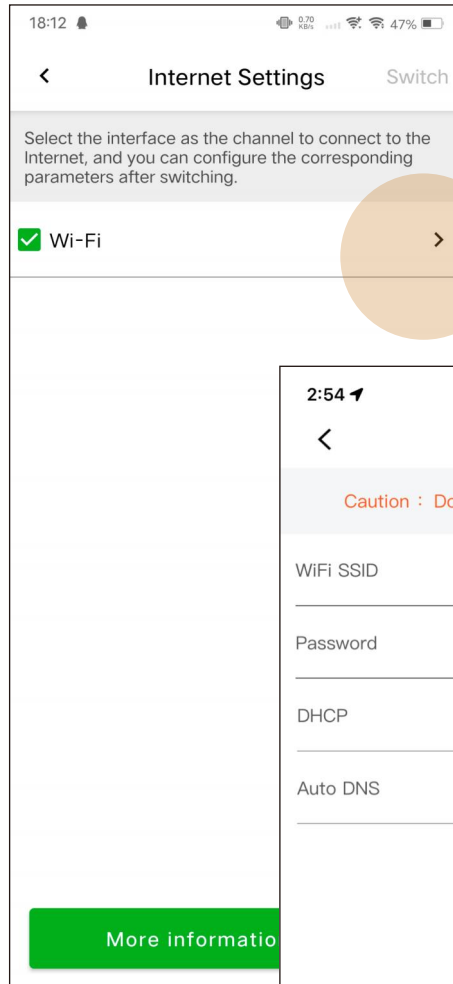 18:12 0.70 KB/s 47%
Internet Settings Switch
Select the interface as the channel to connect to the
Internet, and you can configure the corresponding
parameters after switching.
Wi-Fi
2:54
Caution :
WiFi SSID
Password
DHCP
Auto DNS
More